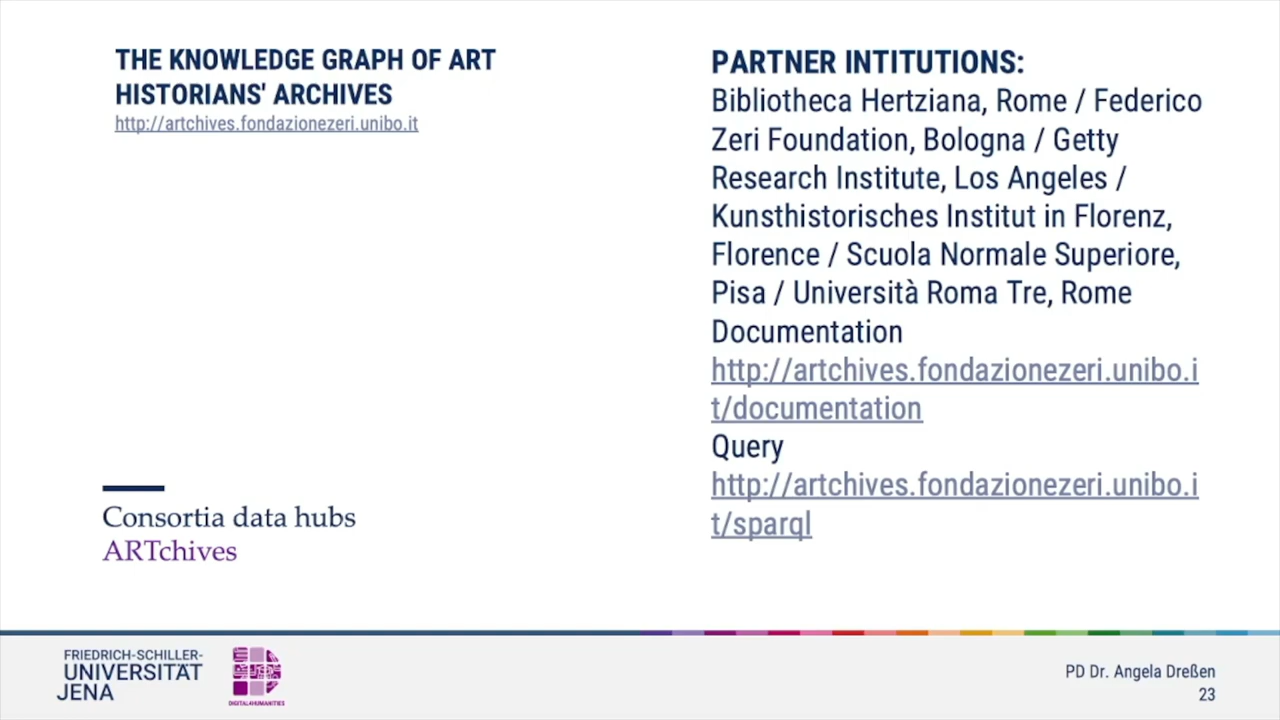 THE KNOWLEDGE GRAPH OF ART
HISTORIANS' ARCHIVES
http://artchives.fondazionezeri.unibo.it
PARTNER INTITUTIONS:
Bibliotheca Hertziana, Rome / Federico
Zeri Foundation, Bologna / Getty
Research Institute, Los Angeles /
Kunsthistorisches Institut in Florenz,
Florence / Scuola Normale Superiore,
Pisa / Università Roma Tre, Rome
Documentation
http://artchives.fondazionezeri.unibo.i
t/documentation
Query
http://artchives.fondazionezeri.unibo.i
t/sparql
Consortia data hubs
ARTchives
FRIEDRICH-SCHILLER-
UNIVERSITÄT
JENA
DIGITAL4HUMANITIES
PD Dr. Angela Dreßen
23